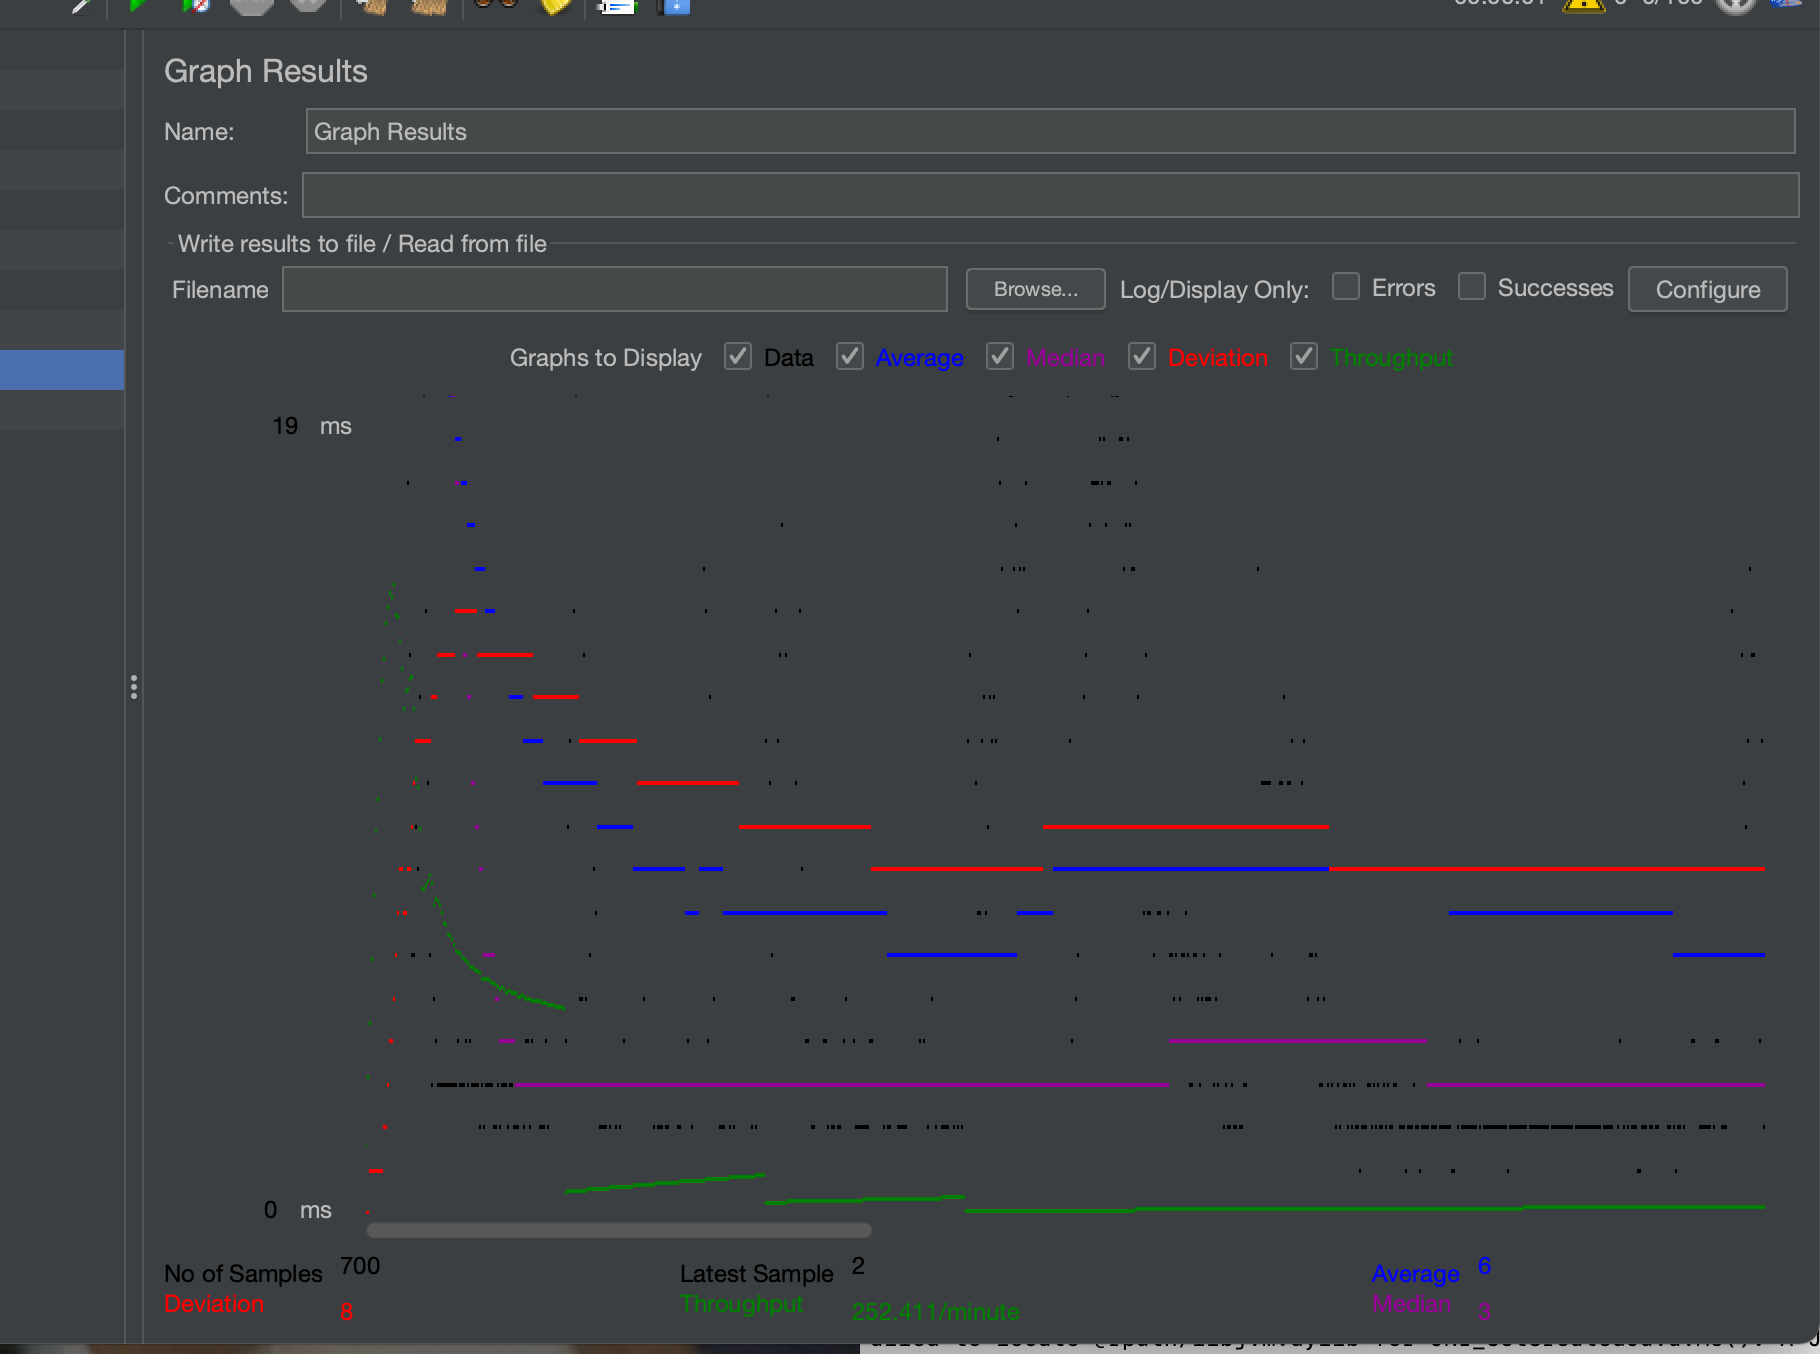 Graph Results
Name: Graph Results
Comments:
Write results to file / Read from file
Filename Browse... Log/Display Only: Errors Successes Configure
Graphs to Display Data Average Median Deviation Throughput
19 ms
0 ms
No of Samples 700 Latest Sample 2 Average 6
Deviation 8 Throughput 252.411/minute Median 3